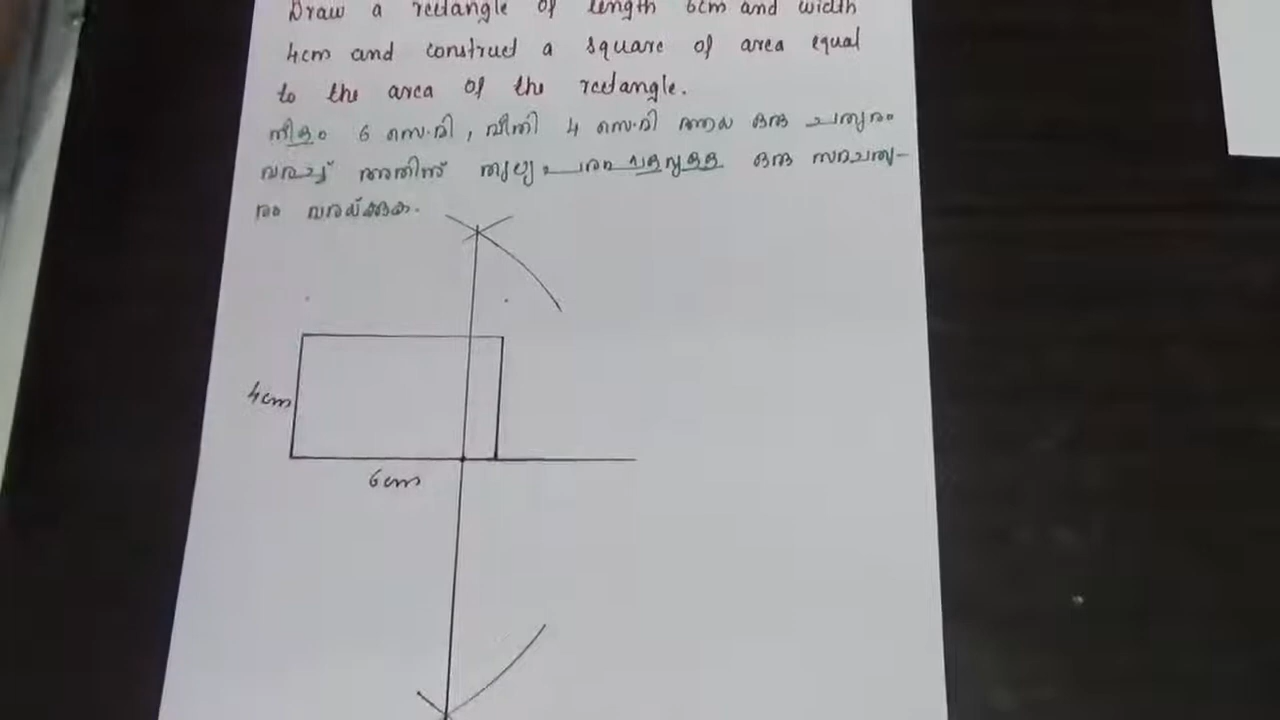 Draw a rectangle of length 6cm and width
4cm and construct a square of area equal
to the area of the rectangle.
നീളം 6 സെ.മി, വീതി 4 സെ.മി ആയ ഒരു ചതുരം
വരച്ച് അതിന് തുല്യ പരപ്പളവുള്ള ഒരു സമചതു-
രം വരയ്ക്കുക.
4cm
6cm